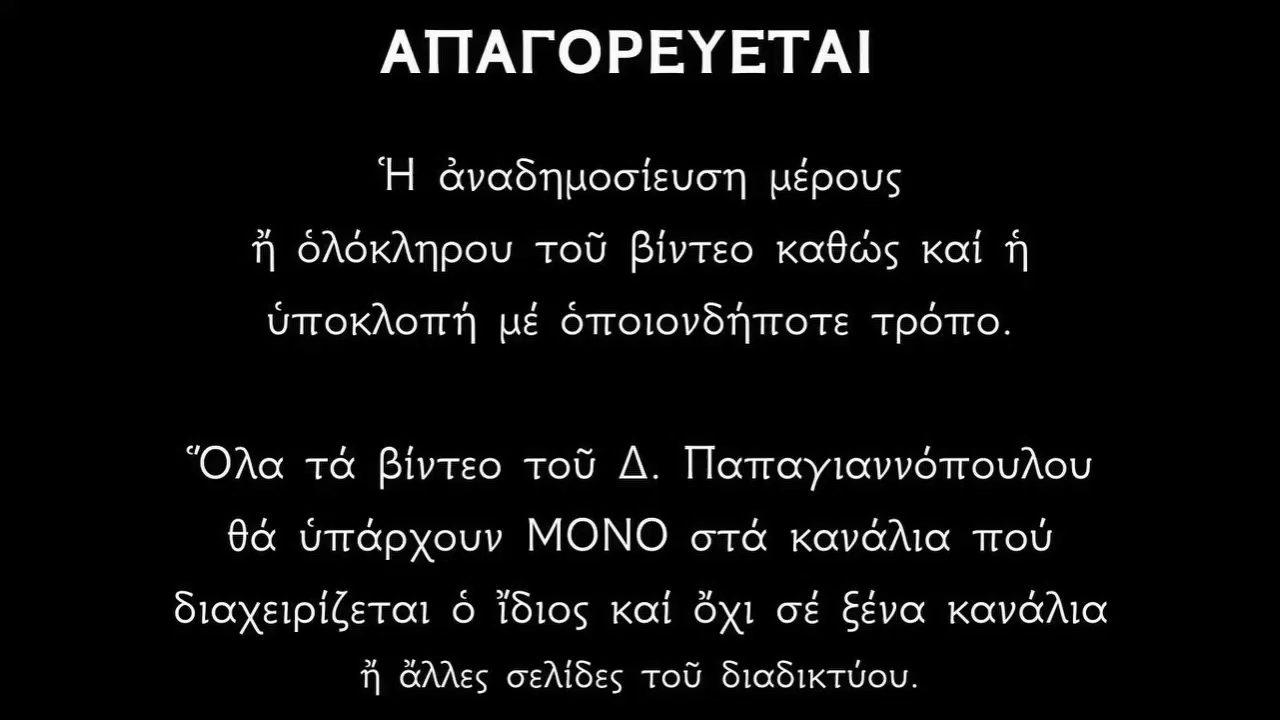 ΑΠΑΓΟΡΕΥΕΤΑΙ
Ἡ ἀναδημοσίευση μέρους
ἤ ὁλόκληρου τοῦ βίντεο καθώς καί ἡ
ὑποκλοπή μέ ὁποιονδήποτε τρόπο.
Ὅλα τά βίντεο τοῦ Δ. Παπαγιαννόπουλου
θά ὑπάρχουν ΜΟΝΟ στά κανάλια πού
διαχειρίζεται ὁ ἴδιος καί ὄχι σέ ξένα κανάλια
ἤ ἄλλες σελίδες τοῦ διαδικτύου.